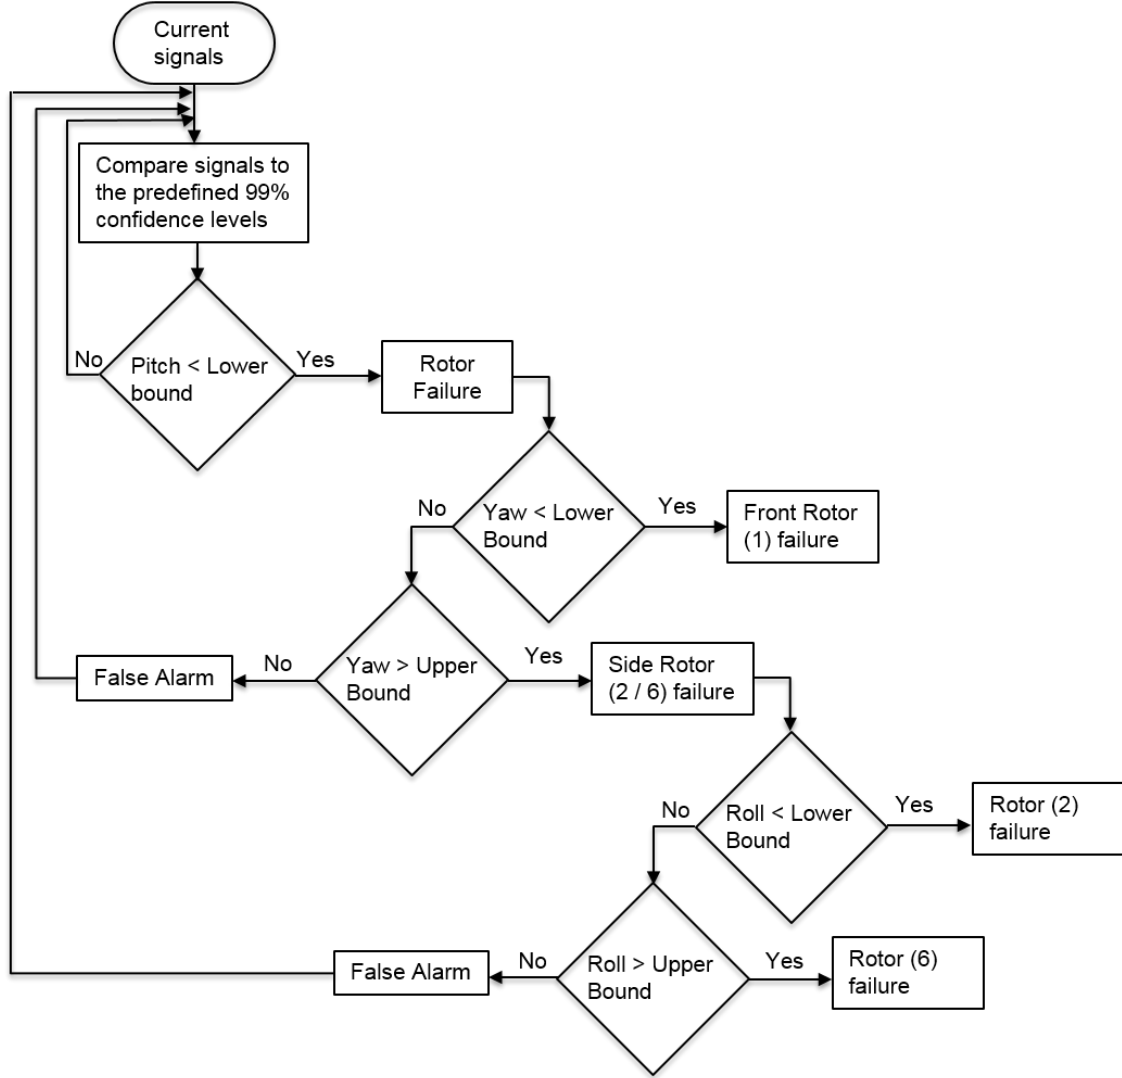 Current
signals
Compare signals to
the predefined 99%
confidence levels
No
Pitch < Lower
bound
Yes
Rotor
Failure
No
Yaw < Lower
Bound
Yes
Front Rotor
(1) failure
False Alarm
No
Yaw > Upper
Bound
Yes
Side Rotor
(2 / 6) failure
No
Roll < Lower
Bound
Yes
Rotor (2)
failure
False Alarm
No
Roll > Upper
Bound
Yes
Rotor (6)
failure